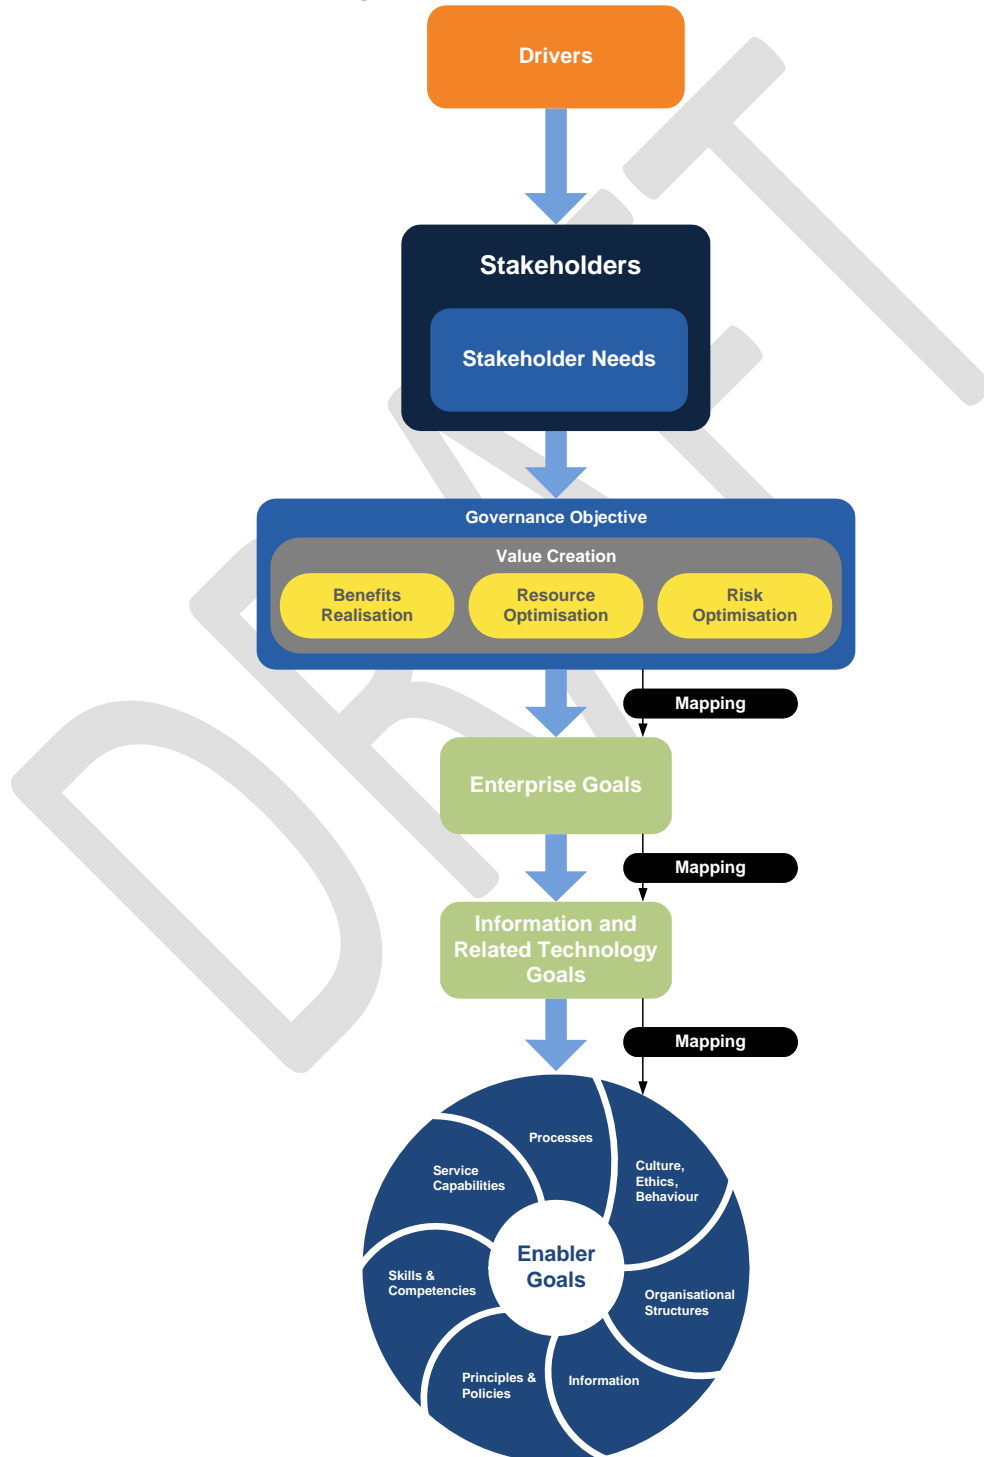 Drivers
Stakeholders
Stakeholder Needs
Governance Objective
Value Creation
Benefits
Realisation
Resource
Optimisation
Risk
Optimisation
Mapping
Enterprise Goals
Mapping
Information and
Related Technology
Goals
Mapping
Processes
Culture,
Ethics,
Behaviour
Service
Capabilities
Enabler
Goals
Skills &
Competencies
Organisational
Structures
Principles &
Policies
Information
DRAFT